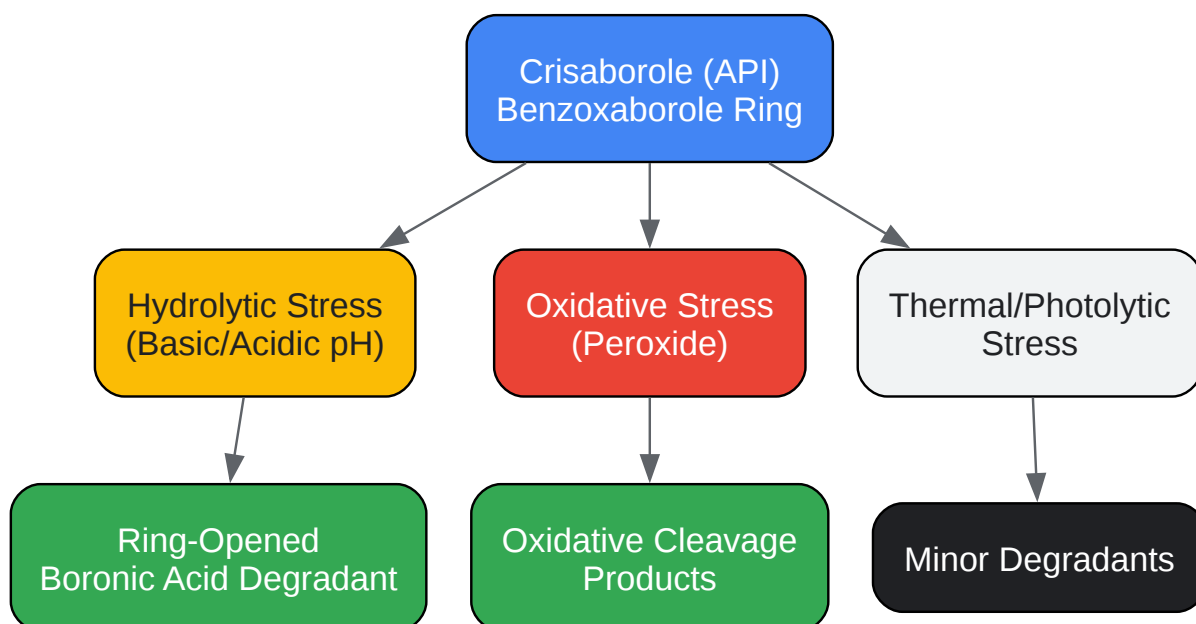 Crisaborole (API)
Benzoxaborole Ring
Hydrolytic Stress
(Basic/Acidic pH)
Oxidative Stress
(Peroxide)
Thermal/Photolytic
Stress
Ring-Opened
Boronic Acid Degradant
Oxidative Cleavage
Products
Minor Degradants